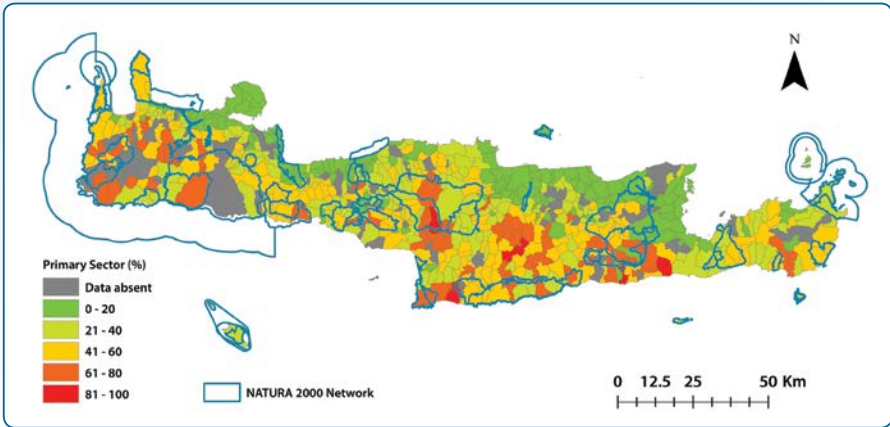 N
Primary Sector (%)
Data absent
0 - 20
21 - 40
41 - 60
61 - 80
81 - 100
NATURA 2000 Network
0 12.5 25 50 Km